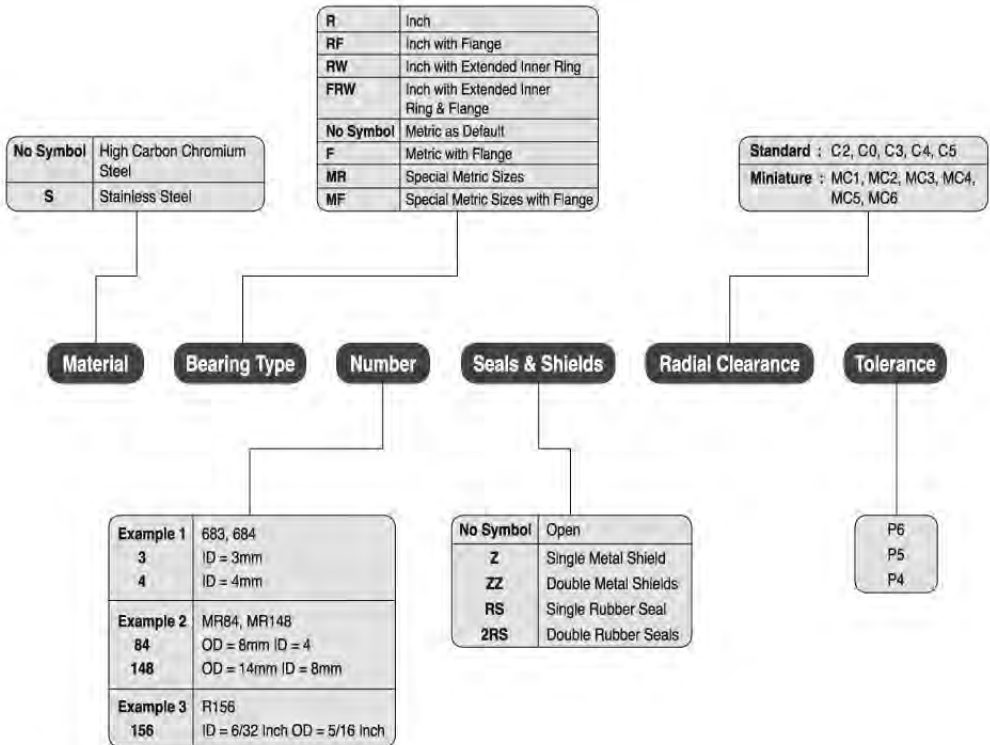 R Inch
RF Inch with Flange
RW Inch with Extended Inner Ring
FRW Inch with Extended Inner
Ring & Flange
No Symbol Metric as Default
F Metric with Flange
MR Special Metric Sizes
MF Special Metric Sizes with Flange
No Symbol High Carbon Chromium
Steel
S Stainless Steel
Standard : C2, C0, C3, C4, C5
Miniature : MC1, MC2, MC3, MC4,
MC5, MC6
Material
Bearing Type
Number
Seals & Shields
Radial Clearance
Tolerance
Example 1 683, 684
3 ID = 3mm
4 ID = 4mm
Example 2 MR84, MR148
84 OD = 8mm ID = 4
148 OD = 14mm ID = 8mm
Example 3 R156
156 ID = 6/32 Inch OD = 5/16 Inch
No Symbol Open
Z Single Metal Shield
ZZ Double Metal Shields
RS Single Rubber Seal
2RS Double Rubber Seals
P6
P5
P4